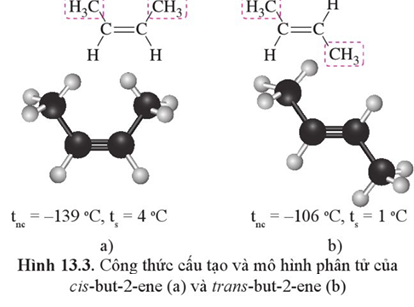 H₃C CH₃ H₃C H
C=C C=C
H H H CH₃
t_nc = –139 °C, t_s = 4 °C t_nc = –106 °C, t_s = 1 °C
a) b)
Hình 13.3. Công thức cấu tạo và mô hình phân tử của
cis-but-2-ene (a) và trans-but-2-ene (b)